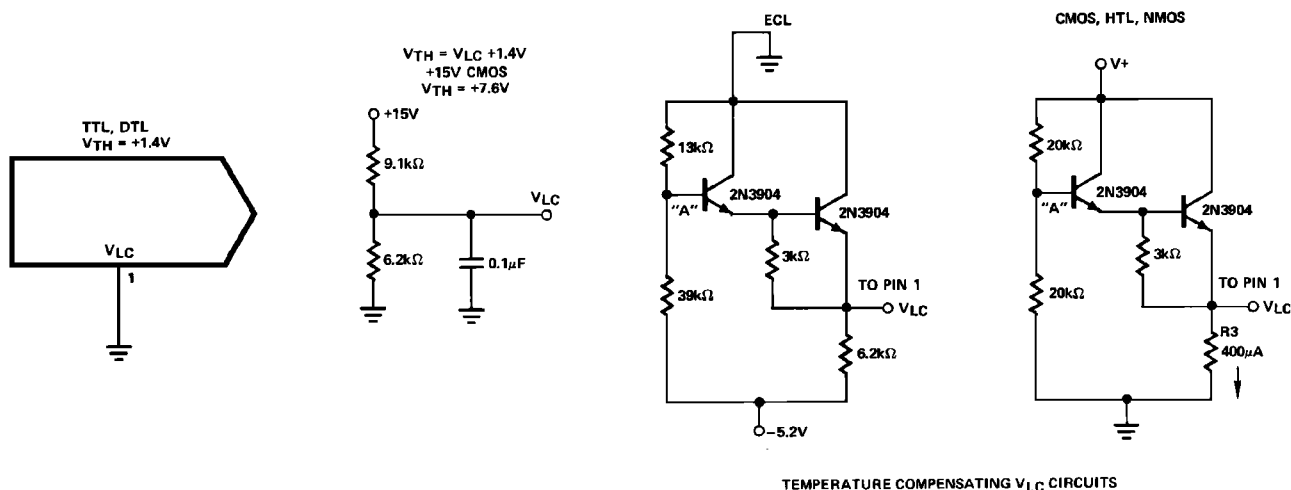 TTL, DTL
VTH = +1.4V
VLC
1
VTH = VLC +1.4V
+15V CMOS
VTH = +7.6V
+15V
9.1kΩ
VLC
6.2kΩ
0.1μF
ECL
13kΩ
2N3904
"A"
2N3904
3kΩ
39kΩ
TO PIN 1
VLC
6.2kΩ
−5.2V
CMOS, HTL, NMOS
V+
20kΩ
2N3904
"A"
2N3904
3kΩ
20kΩ
TO PIN 1
VLC
R3
400μA
TEMPERATURE COMPENSATING VLC CIRCUITS